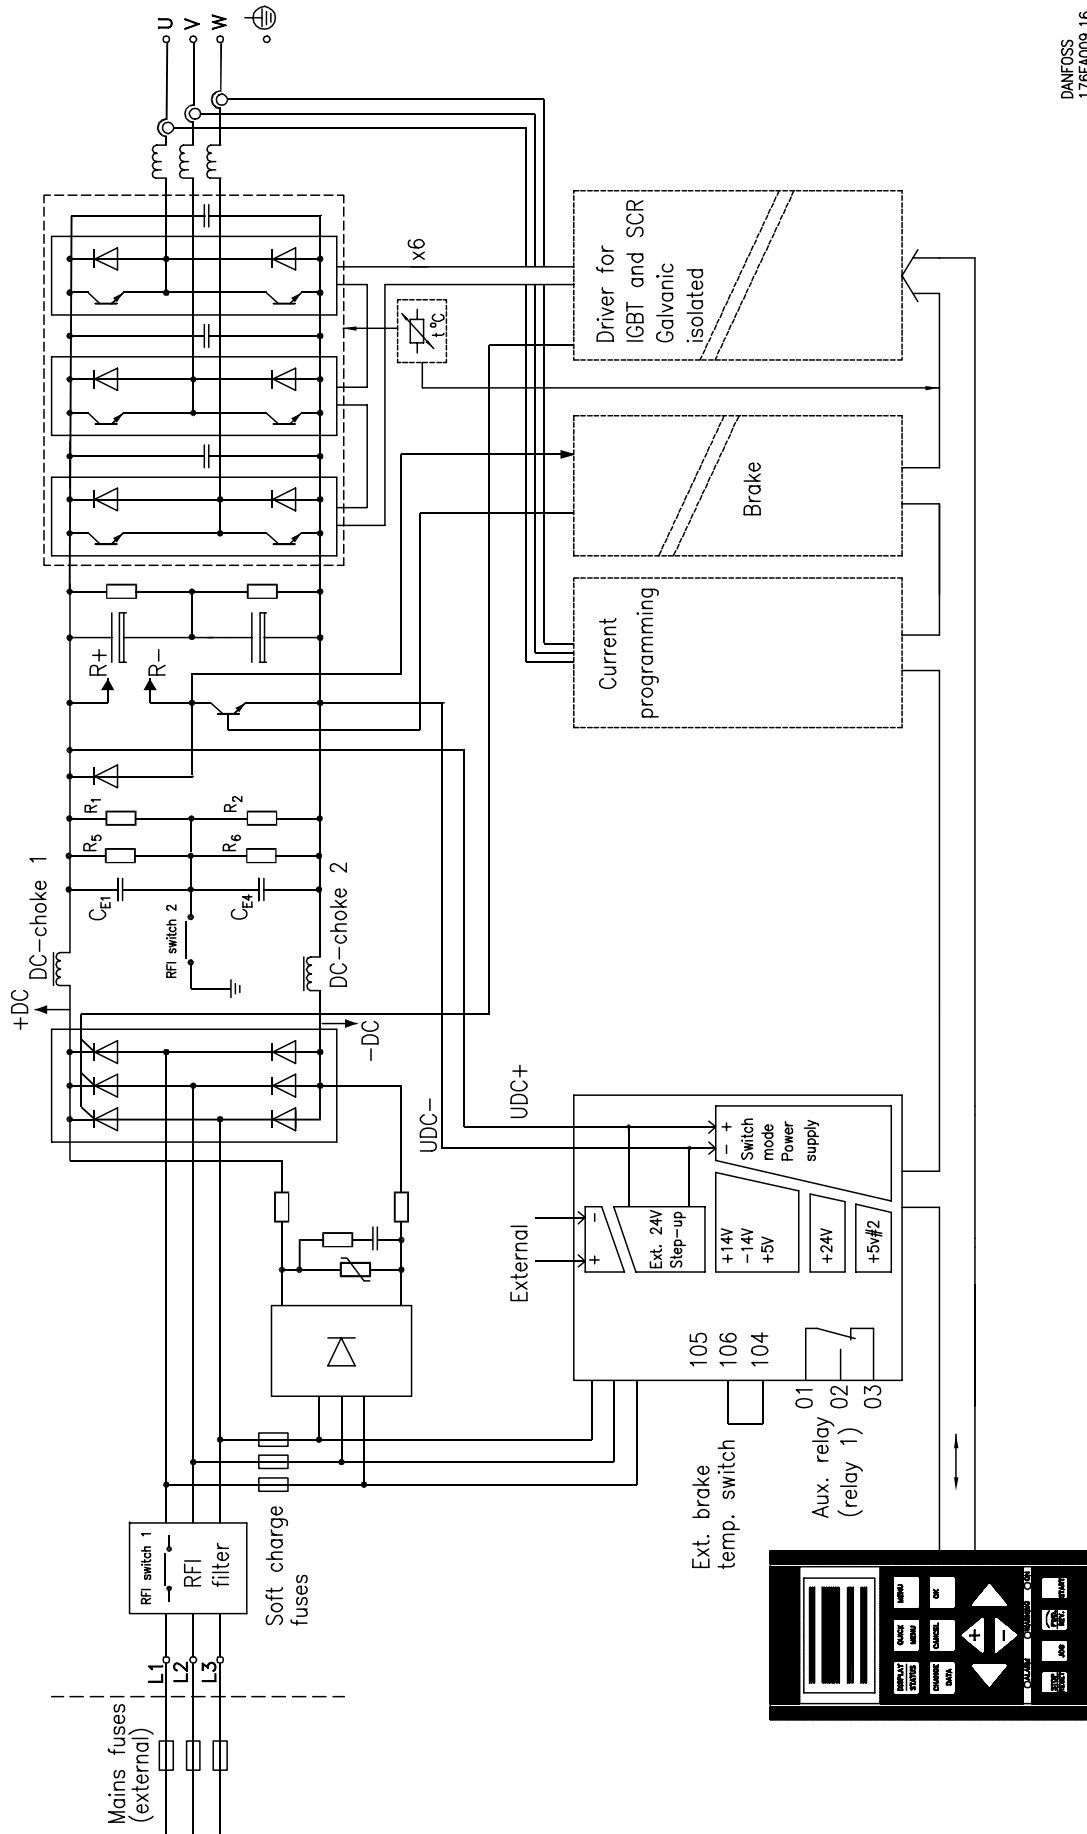 Mains fuses
(external)
L1
L2
L3
RFI switch 1
RFI
filter
Soft charge
fuses
+DC
-DC
DC-choke 1
DC-choke 2
RFI switch 2
CE1
CE4
R5
R6
R1
R2
R+
R-
x6
t°C
U
V
W
UDC-
UDC+
External
+
-
Ext. 24V
Step-up
+
-
Switch
mode
Power
supply
+14V
-14V
+5V
+24V
+5v#2
105
106
104
Ext. brake
temp. switch
01
02
03
Aux. relay
(relay 1)
Current
programming
Brake
Driver for
IGBT and SCR
Galvanic
isolated
DISPLAY
STATUS
QUICK
MENU
MENU
CHANGE
DATA
CANCEL
OK
+
-
ALARM
WARNING
ON
STOP
RESET
JOG
FWD
REV.
START
DANFOSS
176FA009.16